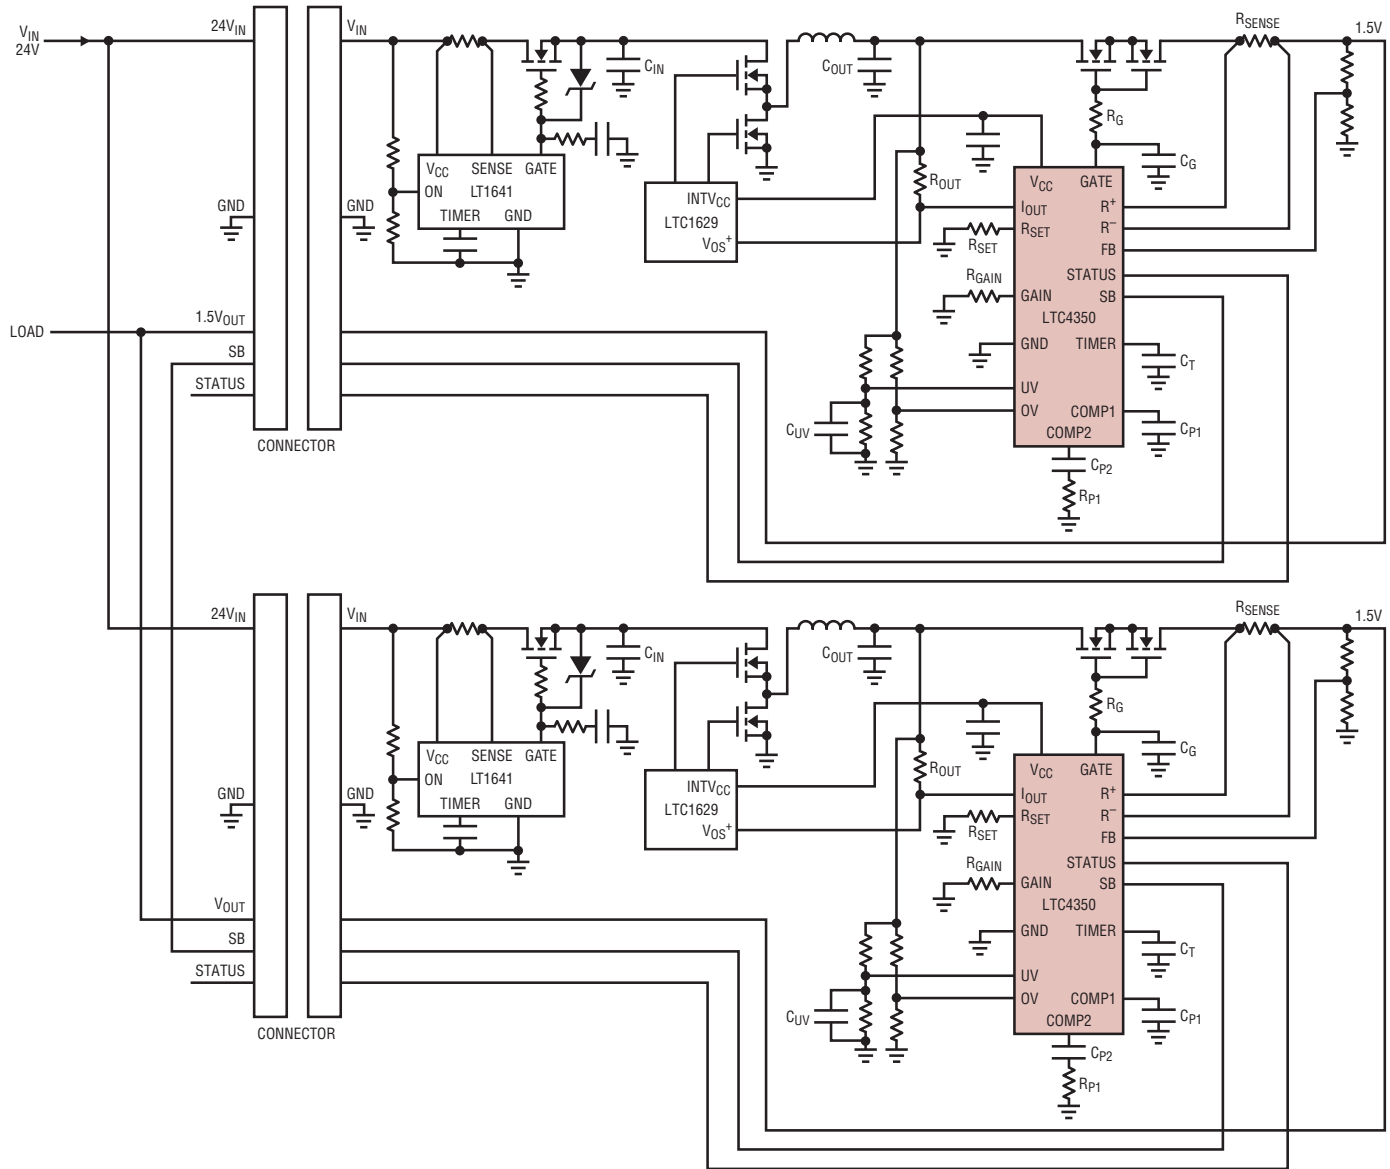 VIN
24V
24VIN
VIN
GND
GND
LOAD
1.5VOUT
SB
STATUS
CONNECTOR
VCC SENSE GATE
ON LT1641
TIMER GND
CIN
INTVCC
LTC1629
VOS+
COUT
ROUT
RSET
RGAIN
CUV
RG
CG
RSENSE
1.5V
VCC GATE
IOUT R+
RSET R–
FB
STATUS
GAIN SB
LTC4350
GND TIMER
UV
OV COMP1
COMP2
CT
CP1
CP2
RP1
24VIN
VIN
GND
GND
VOUT
SB
STATUS
CONNECTOR
VCC SENSE GATE
ON LT1641
TIMER GND
CIN
INTVCC
LTC1629
VOS+
COUT
ROUT
RSET
RGAIN
CUV
RG
CG
RSENSE
1.5V
VCC GATE
IOUT R+
RSET R–
FB
STATUS
GAIN SB
LTC4350
GND TIMER
UV
OV COMP1
COMP2
CT
CP1
CP2
RP1